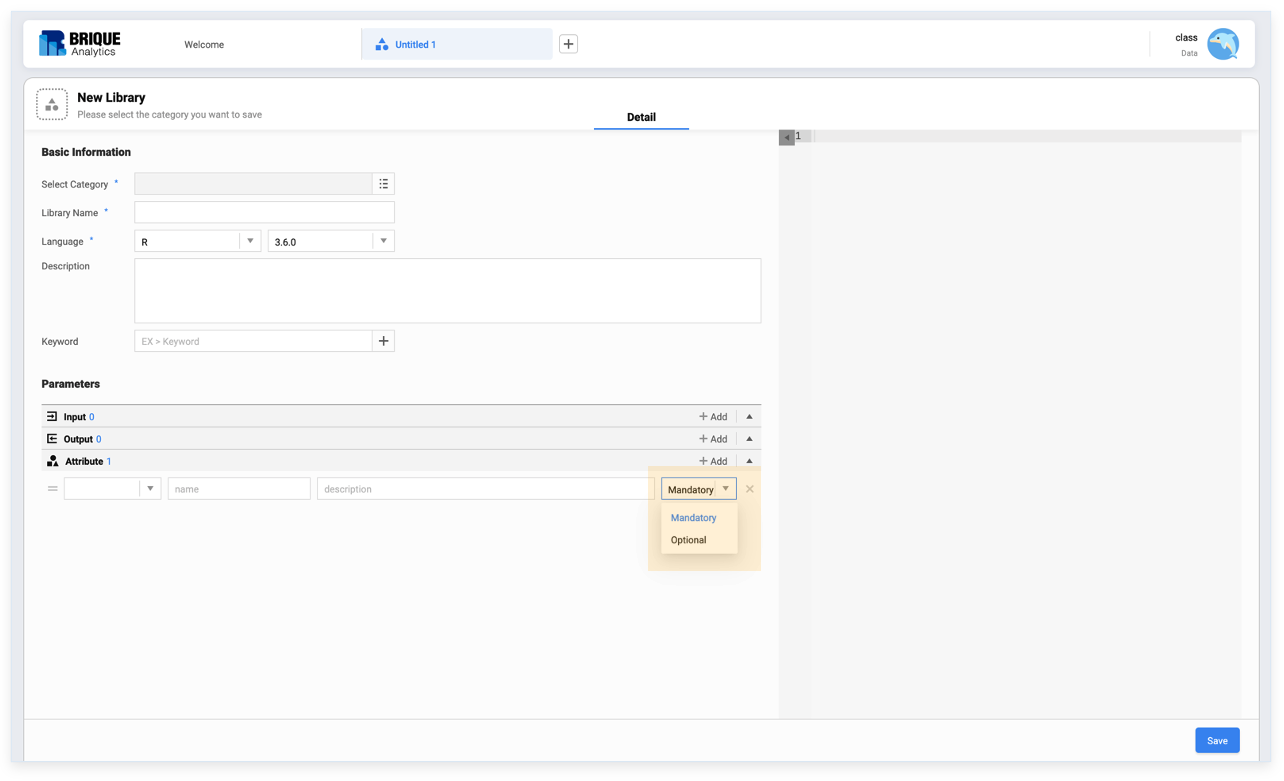 BRIQUE
Analytics
Welcome
Untitled 1
class
Data
New Library
Please select the category you want to save
Detail
1
Basic Information
Select Category *
Library Name *
Language * R 3.6.0
Description
Keyword EX > Keyword
Parameters
Input 0 + Add
Output 0 + Add
Attribute 1 + Add
name description Mandatory
Mandatory
Optional
Save